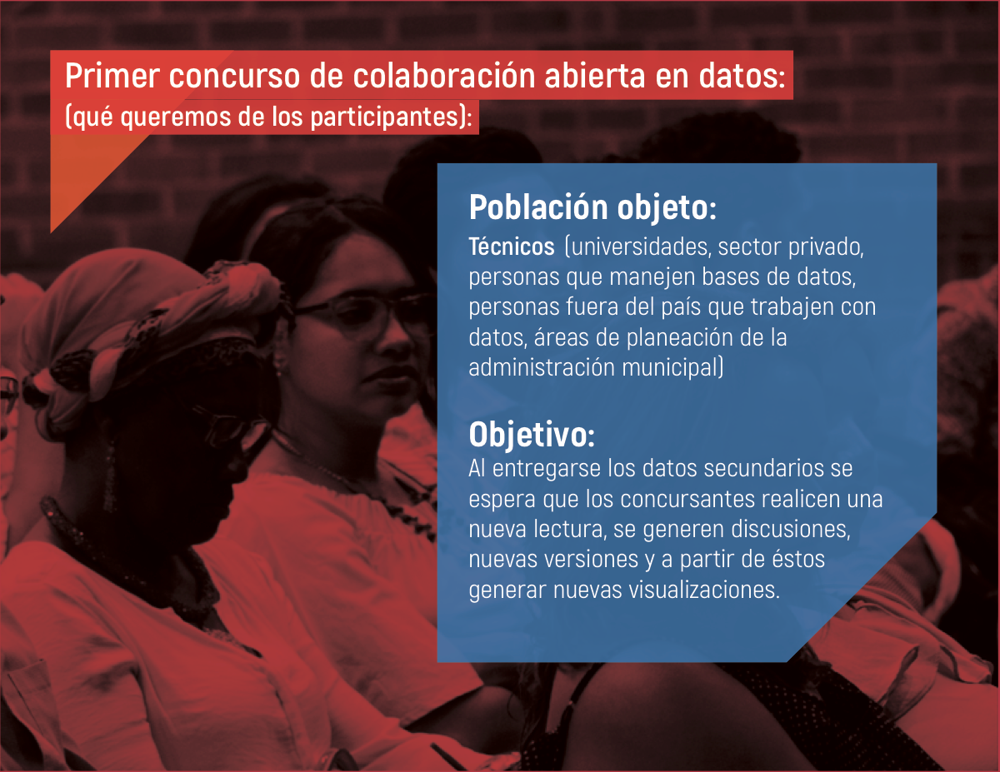 Primer concurso de colaboración abierta en datos:
(qué queremos de los participantes):
Población objeto:
Técnicos (universidades, sector privado,
personas que manejen bases de datos,
personas fuera del país que trabajen con
datos, áreas de planeación de la
administración municipal)
Objetivo:
Al entregarse los datos secundarios se
espera que los concursantes realicen una
nueva lectura, se generen discusiones,
nuevas versiones y a partir de éstos
generar nuevas visualizaciones.